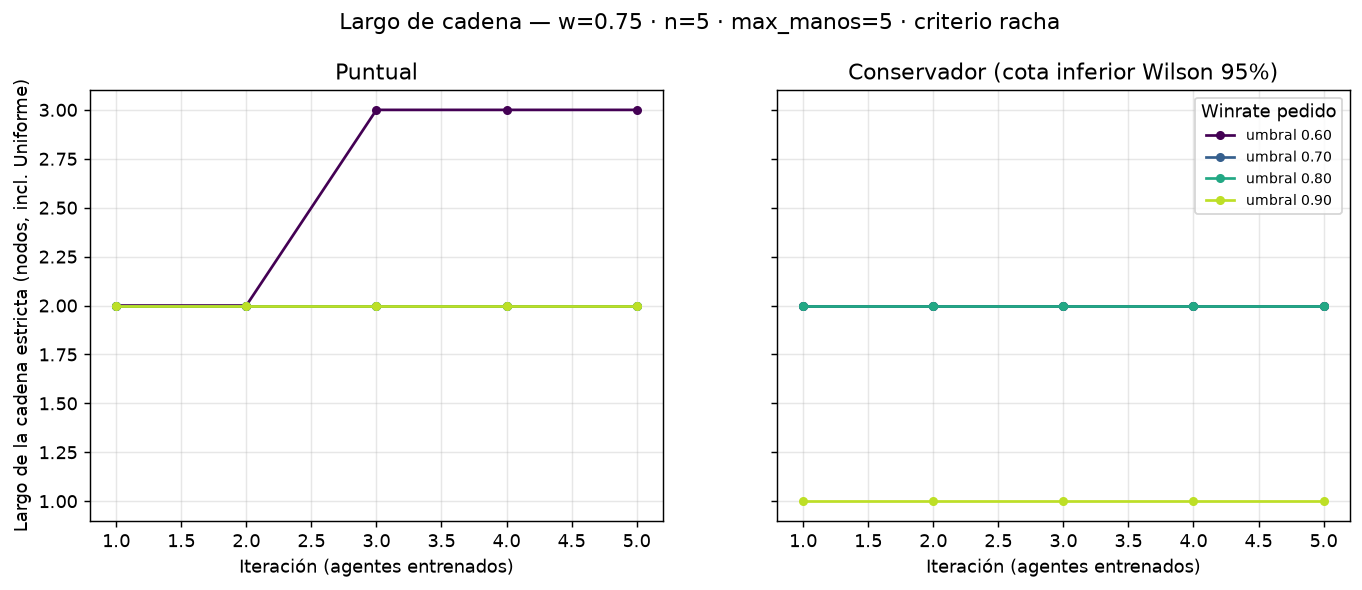 Largo de cadena — w=0.75 · n=5 · max_manos=5 · criterio racha
Puntual
Largo de la cadena estricta (nodos, incl. Uniforme)
3.00
2.75
2.50
2.25
2.00
1.75
1.50
1.25
1.00
1.0 1.5 2.0 2.5 3.0 3.5 4.0 4.5 5.0
Iteración (agentes entrenados)
Conservador (cota inferior Wilson 95%)
Winrate pedido
umbral 0.60
umbral 0.70
umbral 0.80
umbral 0.90
1.0 1.5 2.0 2.5 3.0 3.5 4.0 4.5 5.0
Iteración (agentes entrenados)